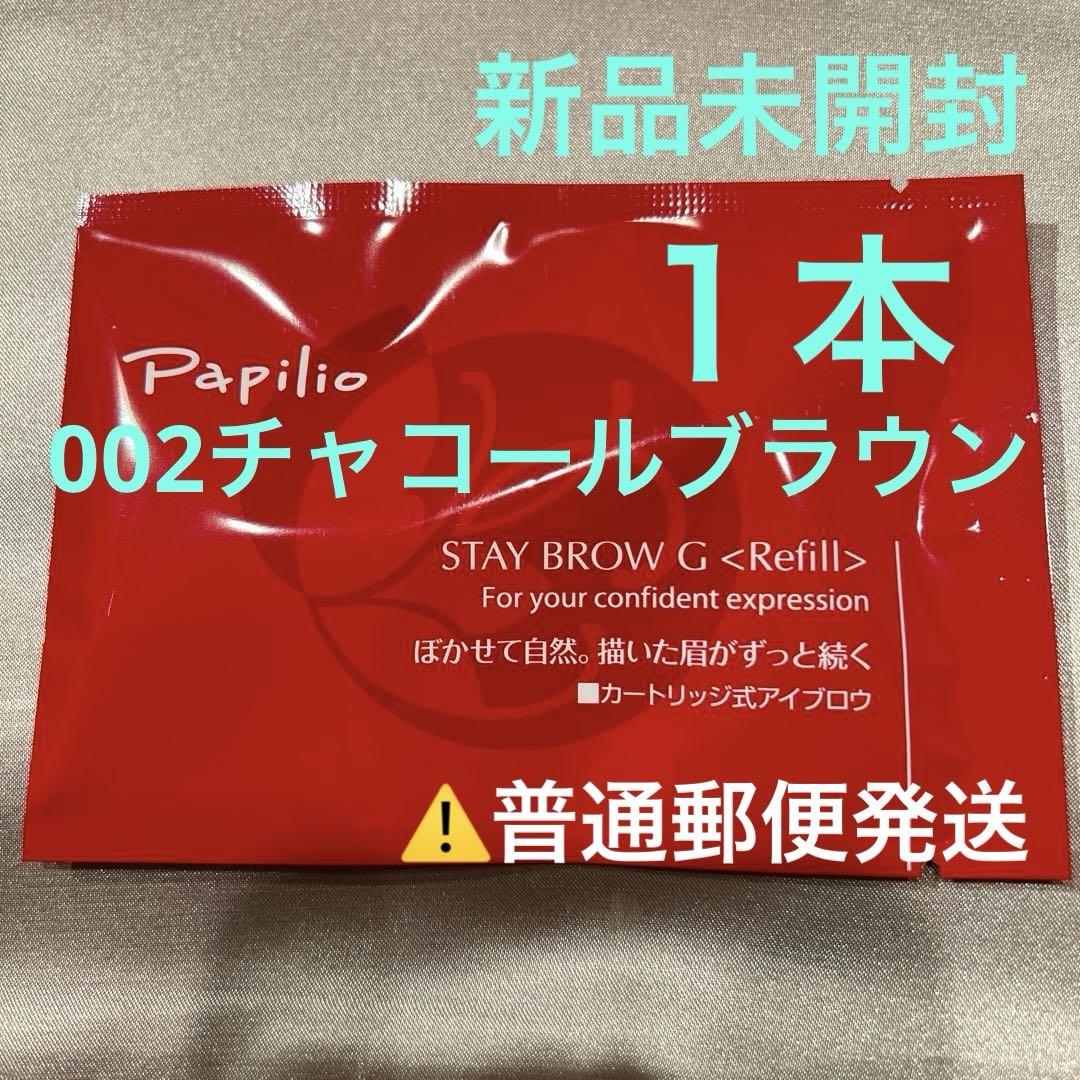 新品未開封
1本
Papilio
002チャコールブラウン
STAY BROW G <Refill>
For your confident expression
ぼかせて自然。描いた眉がずっと続く
■カートリッジ式アイブロウ
⚠️普通郵便発送